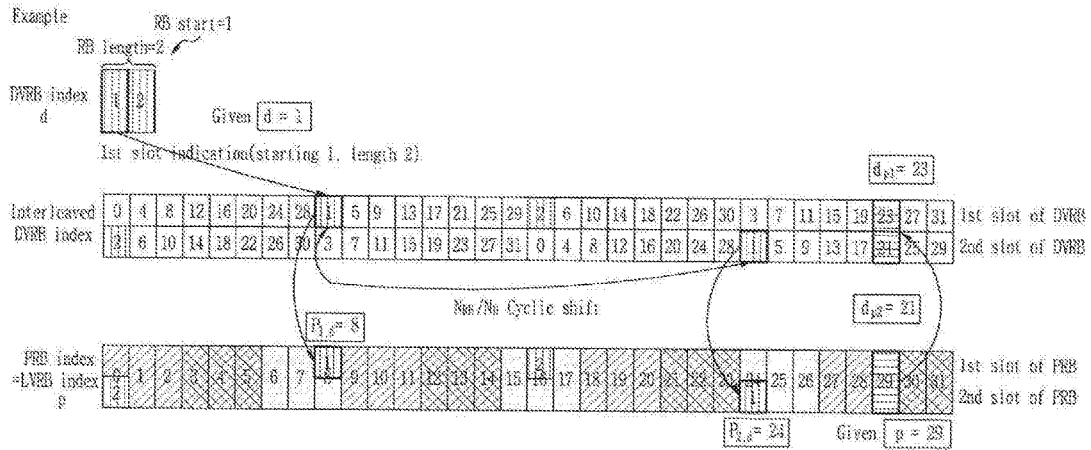 Example
RB start=1
RB length=2
DVRB index
d
1 2
Given d = 1
1st slot indication(starting 1, length 2)
d_p1 = 23
Interleaved
DVRB index
0 4 8 12 16 20 24 28 1 5 9 13 17 21 25 29 2 6 10 14 18 22 26 30 3 7 11 15 19 23 27 31 1st slot of DVRB
2 6 10 14 18 22 26 30 3 7 11 15 19 23 27 31 0 4 8 12 16 20 24 28 1 5 9 13 17 21 25 29 2nd slot of DVRB
Cyclic shift
d_p2 = 21
P_1,d = 8
PRB index
=LVRB index
p
1 2 1st slot of PRB
0 1 2 3 4 5 6 7 8 9 10 11 12 13 14 15 16 17 18 19 20 21 22 23 24 25 26 27 28 29 30 31
2 1 2nd slot of PRB
P_2,d = 24
Given p = 29